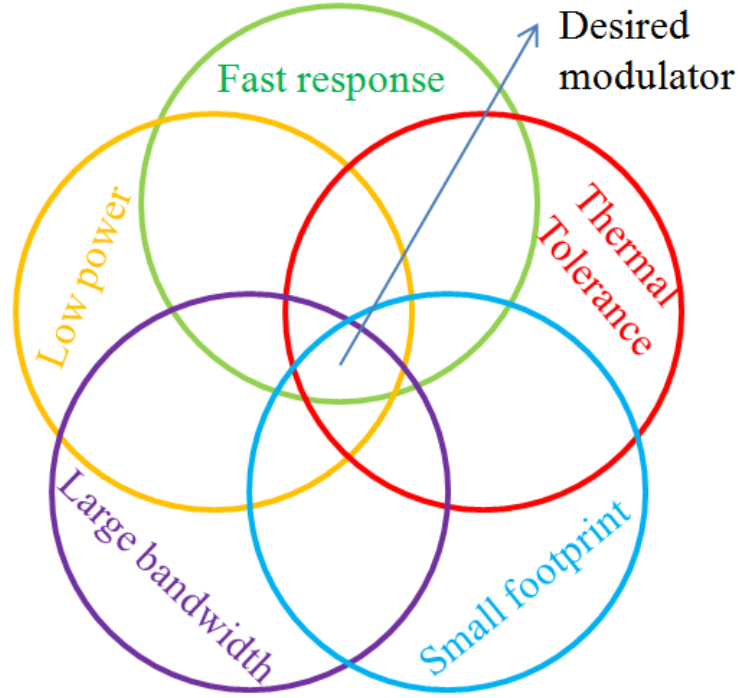 Desired
modulator
Fast response
Low power
Thermal
Tolerance
Large bandwidth
Small footprint